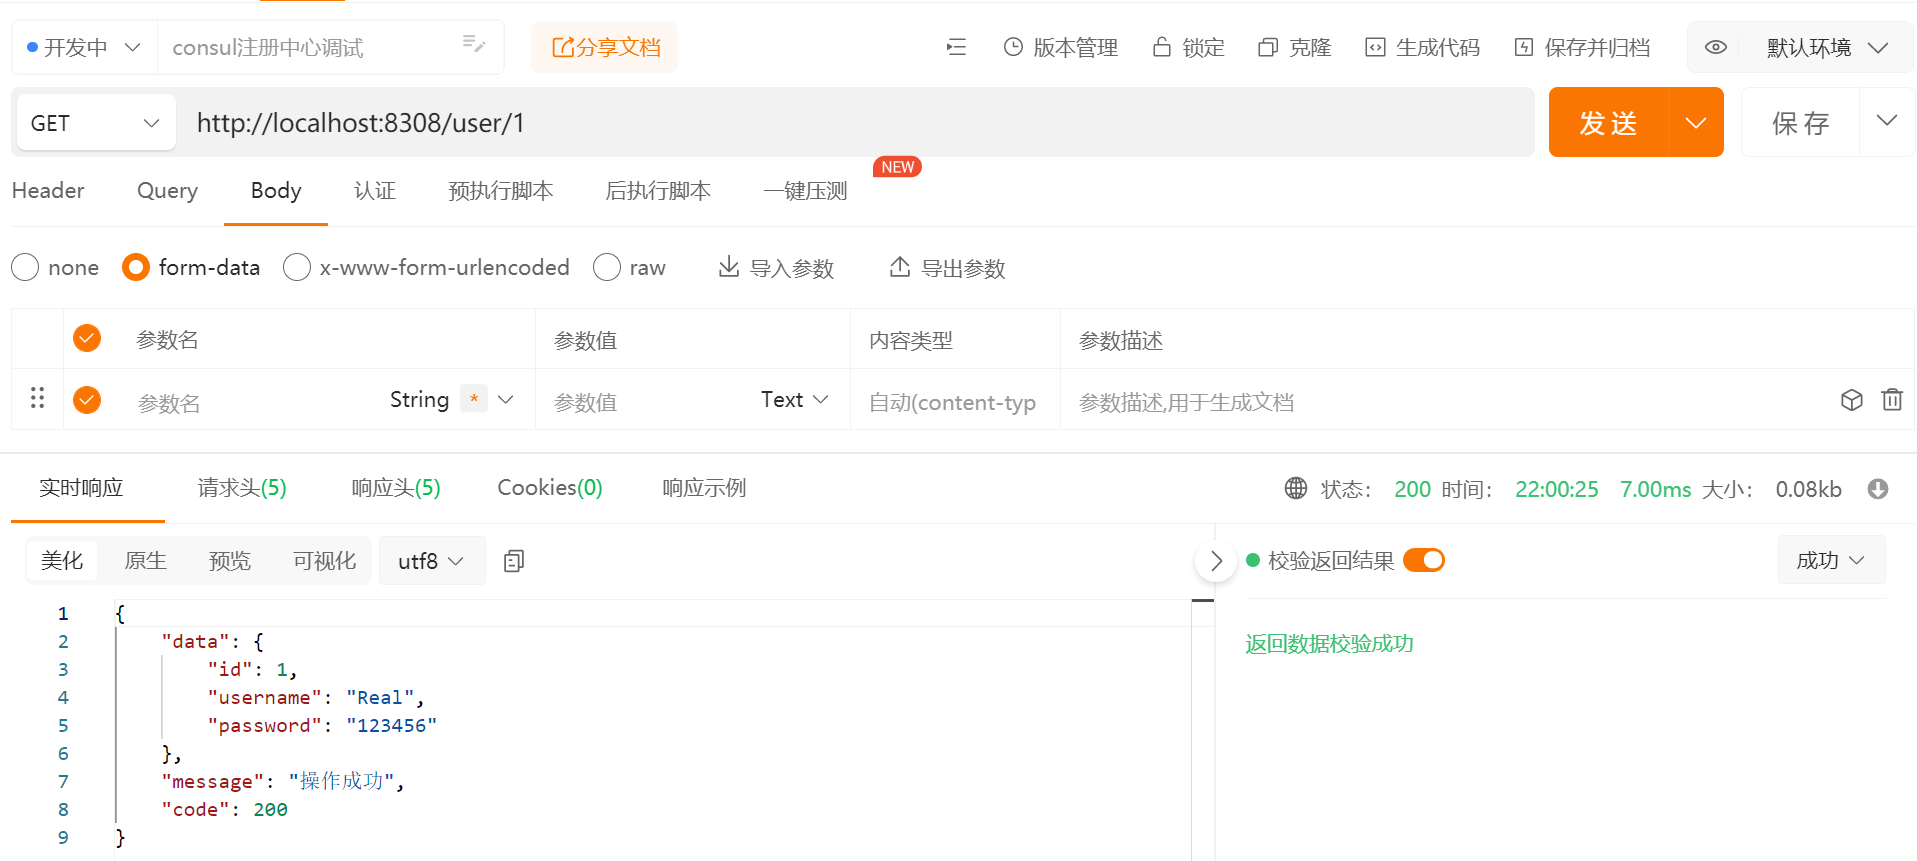 开发中 consul注册中心调试 分享文档 版本管理 锁定 克隆 生成代码 保存并归档 默认环境
GET http://localhost:8308/user/1 发送 保存
Header Query Body 认证 预执行脚本 后执行脚本 一键压测 NEW
none form-data x-www-form-urlencoded raw 导入参数 导出参数
参数名 参数值 内容类型 参数描述
参数名 String * 参数值 Text 自动(content-typ 参数描述,用于生成文档
实时响应 请求头(5) 响应头(5) Cookies(0) 响应示例 状态： 200 时间： 22:00:25 7.00ms 大小： 0.08kb
美化 原生 预览 可视化 utf8 校验返回结果 成功
返回数据校验成功
1 {
2 "data": {
3 "id": 1,
4 "username": "Real",
5 "password": "123456"
6 },
7 "message": "操作成功",
8 "code": 200
9 }